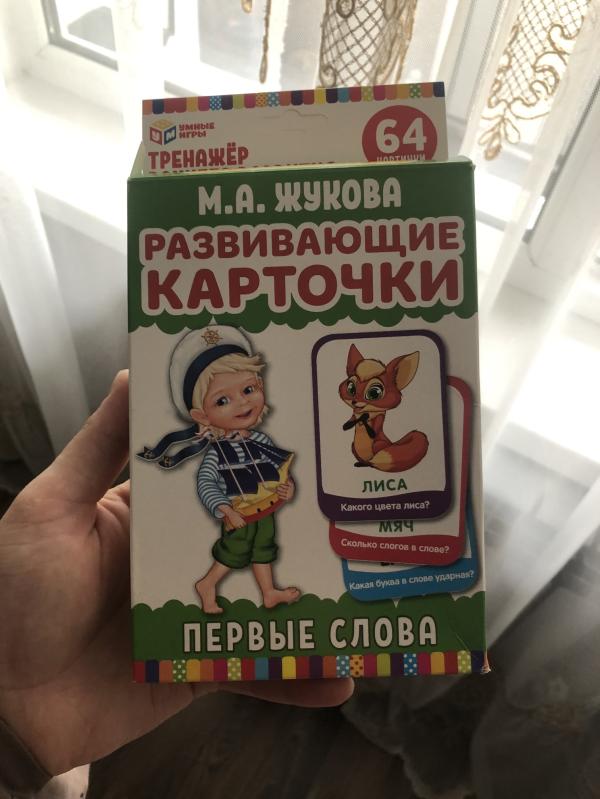 УМНЫЕ
ИГРЫ
64
ТРЕНАЖЁР
М.А. ЖУКОВА
РАЗВИВАЮЩИЕ
КАРТОЧКИ
ЛИСА
Какого цвета лиса?
МЯЧ
Сколько слогов в слове?
Какая буква в слове ударная?
ПЕРВЫЕ СЛОВА